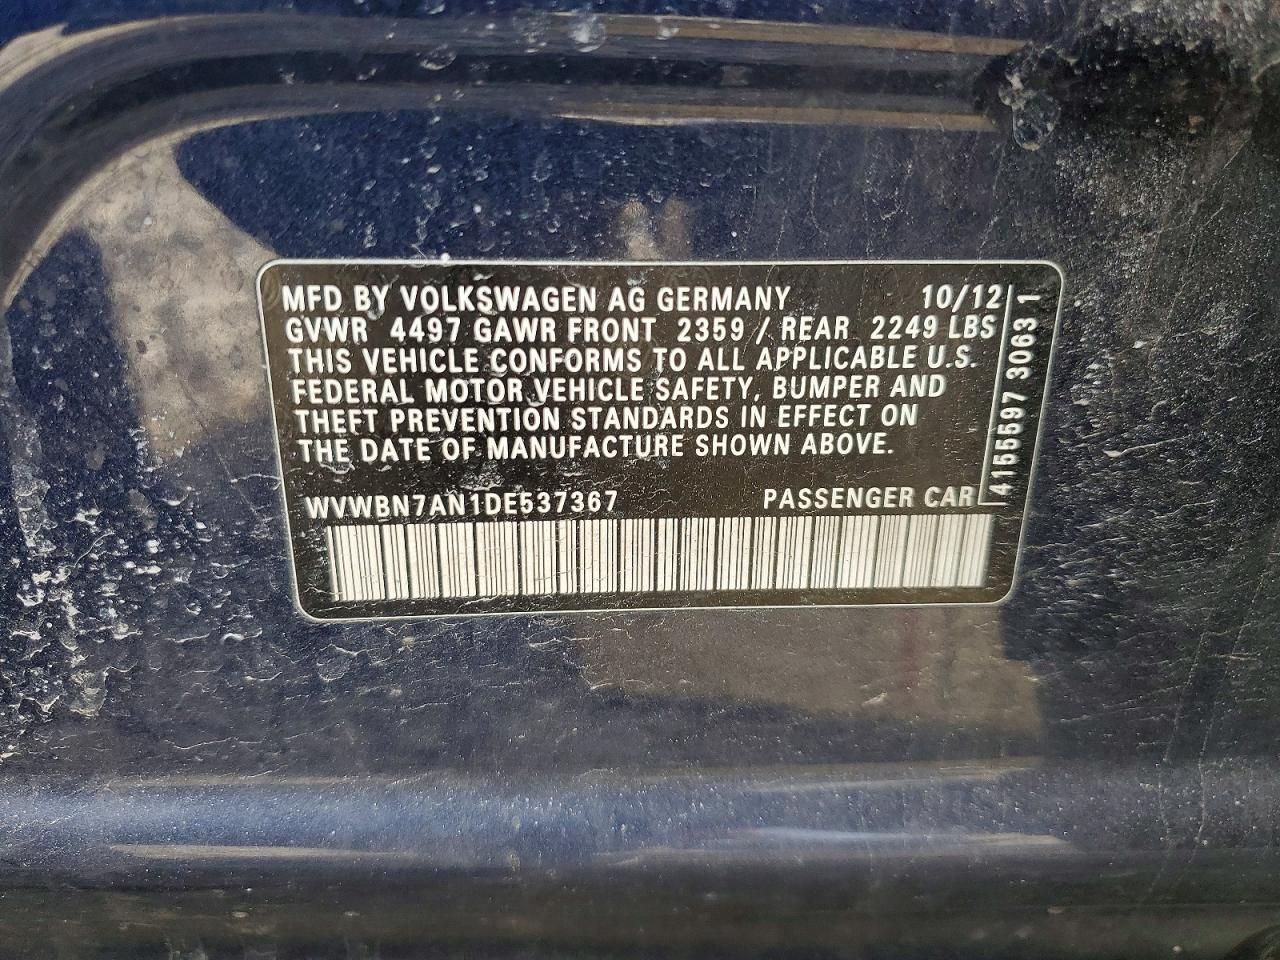 MFD BY VOLKSWAGEN AG GERMANY 10/12
GVWR 4497 GAWR FRONT 2359 / REAR 2249 LBS
THIS VEHICLE CONFORMS TO ALL APPLICABLE U.S.
FEDERAL MOTOR VEHICLE SAFETY, BUMPER AND
THEFT PREVENTION STANDARDS IN EFFECT ON
THE DATE OF MANUFACTURE SHOWN ABOVE.
WVWBN7AN1DE537367 PASSENGER CAR
4155597 3063 1